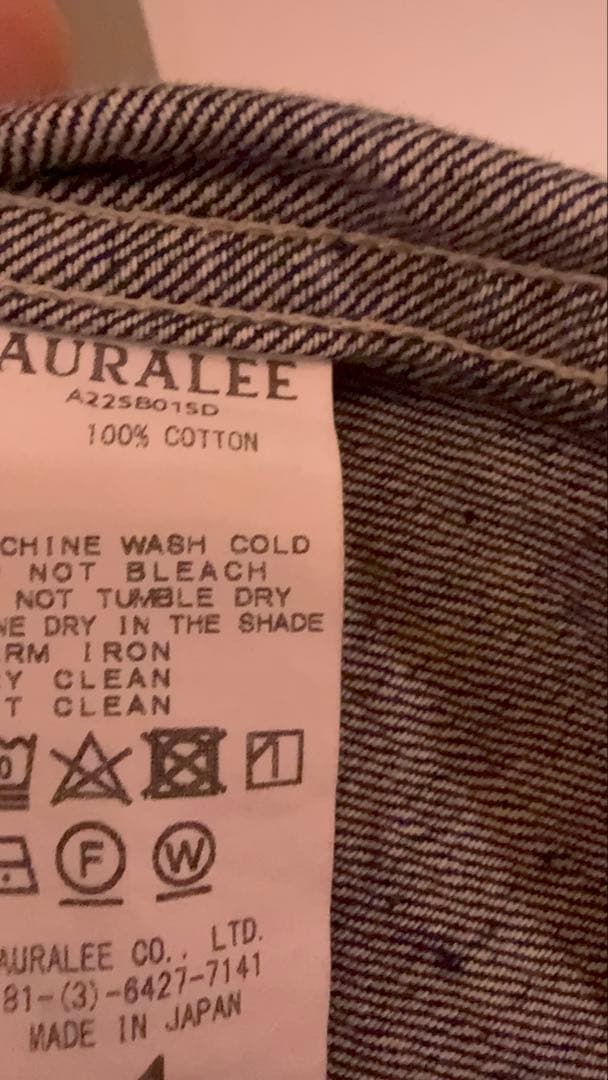 AURALEE
A22SB01SD
100% COTTON
CHINE WASH COLD
NOT BLEACH
NOT TUMBLE DRY
NE DRY IN THE SHADE
RM IRON
Y CLEAN
T CLEAN
F W
AURALEE CO., LTD.
81-(3)-6427-7141
MADE IN JAPAN